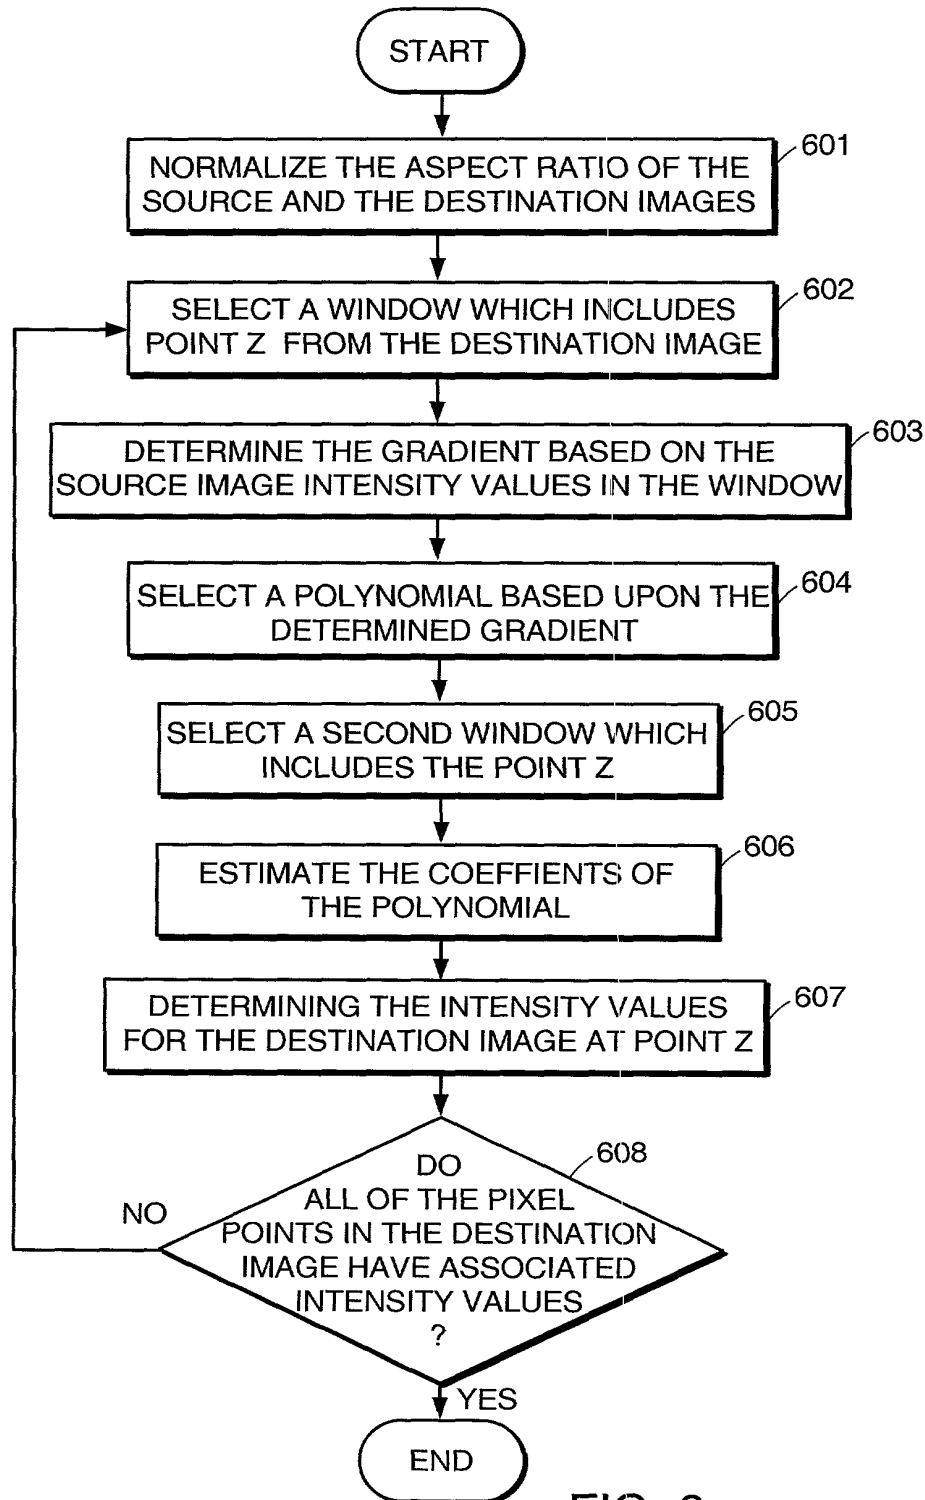 START
601
NORMALIZE THE ASPECT RATIO OF THE
SOURCE AND THE DESTINATION IMAGES
602
SELECT A WINDOW WHICH INCLUDES
POINT Z FROM THE DESTINATION IMAGE
603
DETERMINE THE GRADIENT BASED ON THE
SOURCE IMAGE INTENSITY VALUES IN THE WINDOW
604
SELECT A POLYNOMIAL BASED UPON THE
DETERMINED GRADIENT
605
SELECT A SECOND WINDOW WHICH
INCLUDES THE POINT Z
606
ESTIMATE THE COEFFIENTS OF
THE POLYNOMIAL
607
DETERMINING THE INTENSITY VALUES
FOR THE DESTINATION IMAGE AT POINT Z
608
DO
ALL OF THE PIXEL
POINTS IN THE DESTINATION
IMAGE HAVE ASSOCIATED
INTENSITY VALUES
?
NO
YES
END